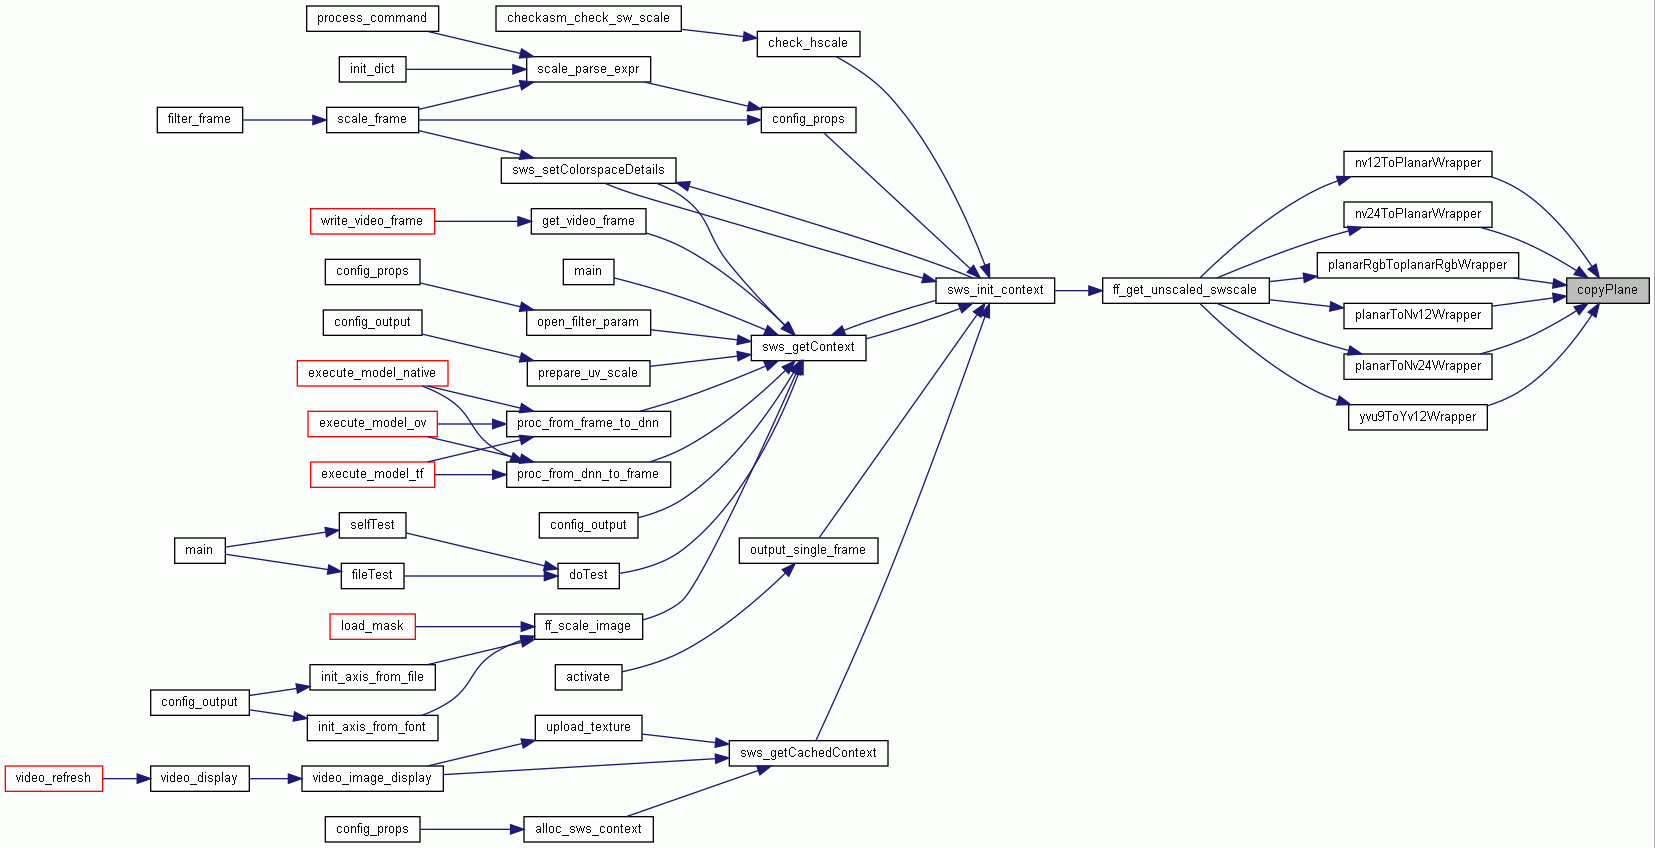 process_command
checkasm_check_sw_scale
check_hscale
init_dict
scale_parse_expr
filter_frame
scale_frame
config_props
sws_setColorspaceDetails
nv12ToPlanarWrapper
write_video_frame
get_video_frame
nv24ToPlanarWrapper
config_props
main
planarRgbToplanarRgbWrapper
sws_init_context
ff_get_unscaled_swscale
copyPlane
config_output
open_filter_param
planarToNv12Wrapper
sws_getContext
execute_model_native
prepare_uv_scale
planarToNv24Wrapper
execute_model_ov
proc_from_frame_to_dnn
yvu9ToYv12Wrapper
execute_model_tf
proc_from_dnn_to_frame
selfTest
config_output
main
output_single_frame
fileTest
doTest
load_mask
ff_scale_image
init_axis_from_file
activate
config_output
init_axis_from_font
upload_texture
sws_getCachedContext
video_refresh
video_display
video_image_display
config_props
alloc_sws_context